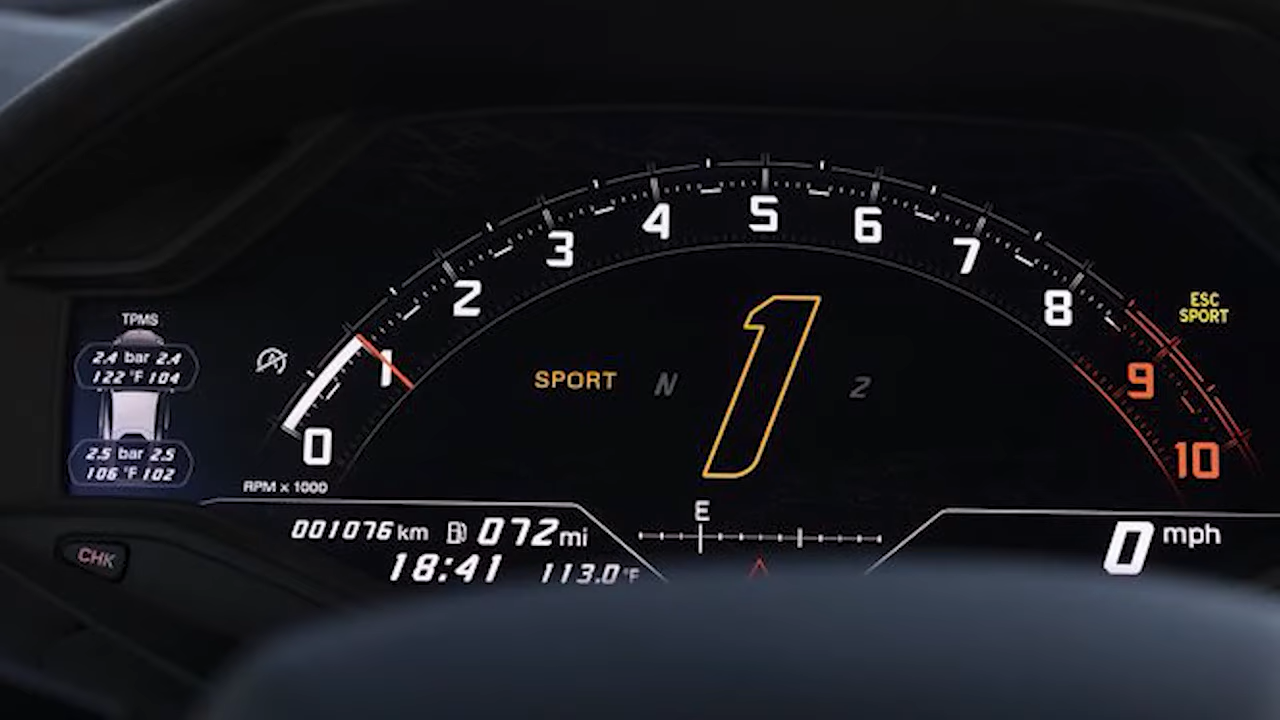 TPMS
2.4 bar 2.4
122 °F 104
2.5 bar 2.5
106 °F 102
0
1
2
3
4
5
6
7
8
9
10
RPM x 1000
ESC
SPORT
SPORT N 1 2
001076 km 072 mi
18:41 113.0°F
E
0 mph
CHK